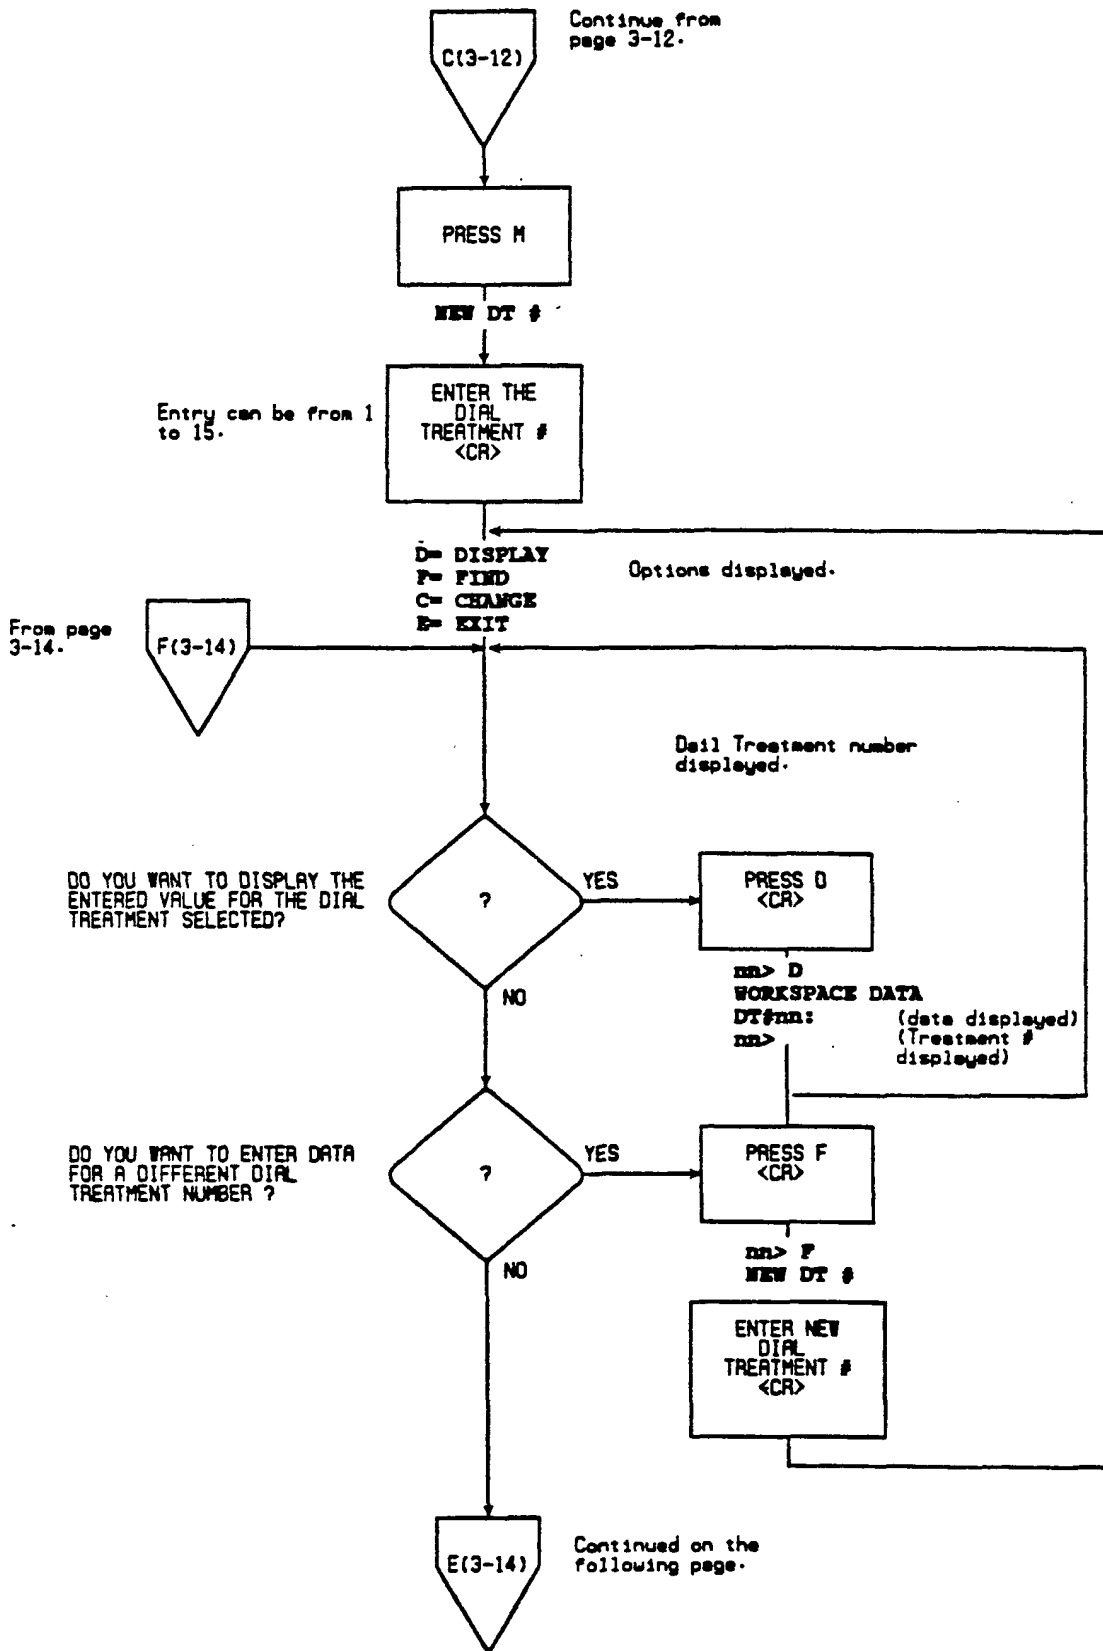 Continue from
page 3-12.
C(3-12)
PRESS M
NEW DT #
Entry can be from 1
to 15.
ENTER THE
DIAL
TREATMENT #
<CR>
D= DISPLAY
F= FIND
C= CHANGE
E= EXIT
Options displayed.
From page
3-14.
F(3-14)
Dail Treatment number
displayed.
DO YOU WANT TO DISPLAY THE
ENTERED VALUE FOR THE DIAL
TREATMENT SELECTED?
?
YES
NO
PRESS D
<CR>
nn> D
WORKSPACE DATA
DT#nn: (data displayed)
nn> (Treatment #
displayed)
DO YOU WANT TO ENTER DATA
FOR A DIFFERENT DIAL
TREATMENT NUMBER ?
?
YES
NO
PRESS F
<CR>
nn> F
NEW DT #
ENTER NEW
DIAL
TREATMENT #
<CR>
E(3-14)
Continued on the
following page.